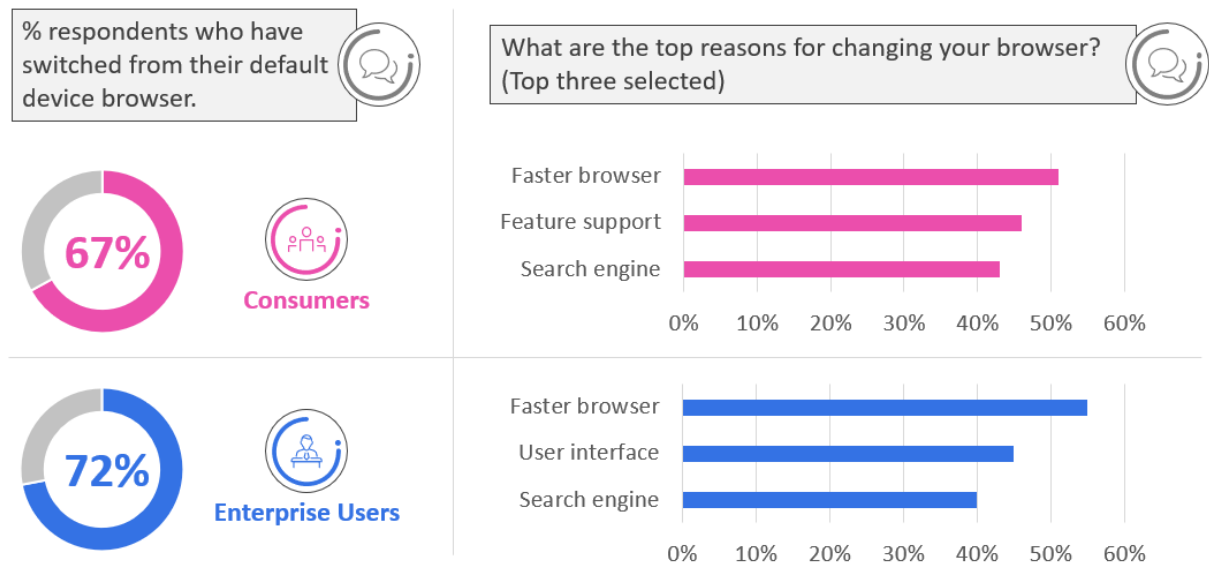 % respondents who have
switched from their default
device browser.
What are the top reasons for changing your browser?
(Top three selected)
67%
Consumers
Faster browser
Feature support
Search engine
0% 10% 20% 30% 40% 50% 60%
72%
Enterprise Users
Faster browser
User interface
Search engine
0% 10% 20% 30% 40% 50% 60%